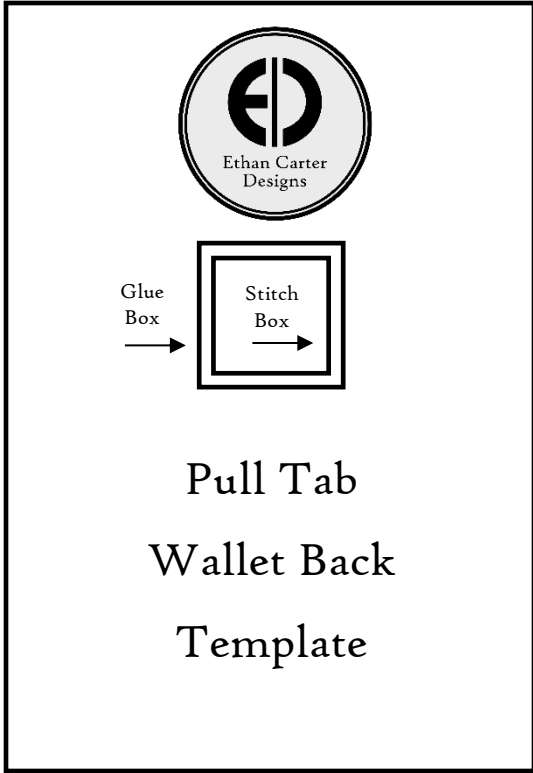 Ethan Carter
Designs
Glue
Box
Stitch
Box
Pull Tab
Wallet Back
Template